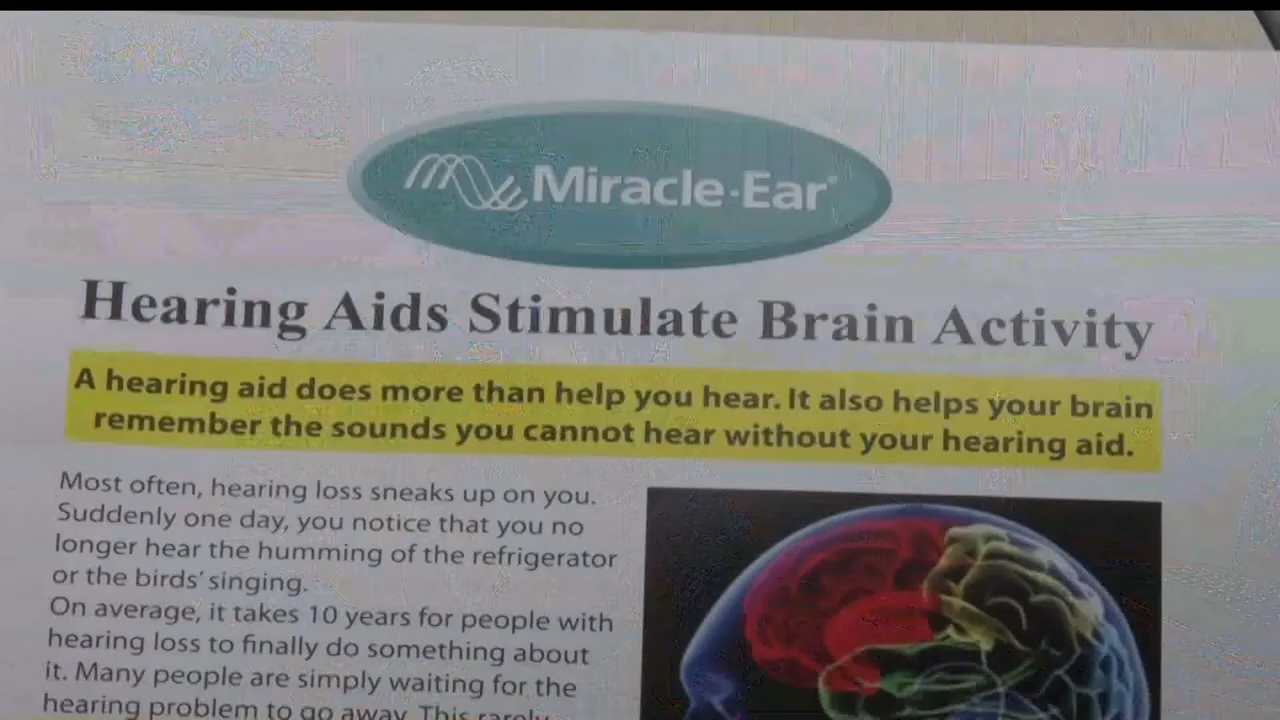 Miracle-Ear®
Hearing Aids Stimulate Brain Activity
A hearing aid does more than help you hear. It also helps your brain
remember the sounds you cannot hear without your hearing aid.
Most often, hearing loss sneaks up on you.
Suddenly one day, you notice that you no
longer hear the humming of the refrigerator
or the birds' singing.
On average, it takes 10 years for people with
hearing loss to finally do something about
it. Many people are simply waiting for the
hearing problem to go away. This rarely